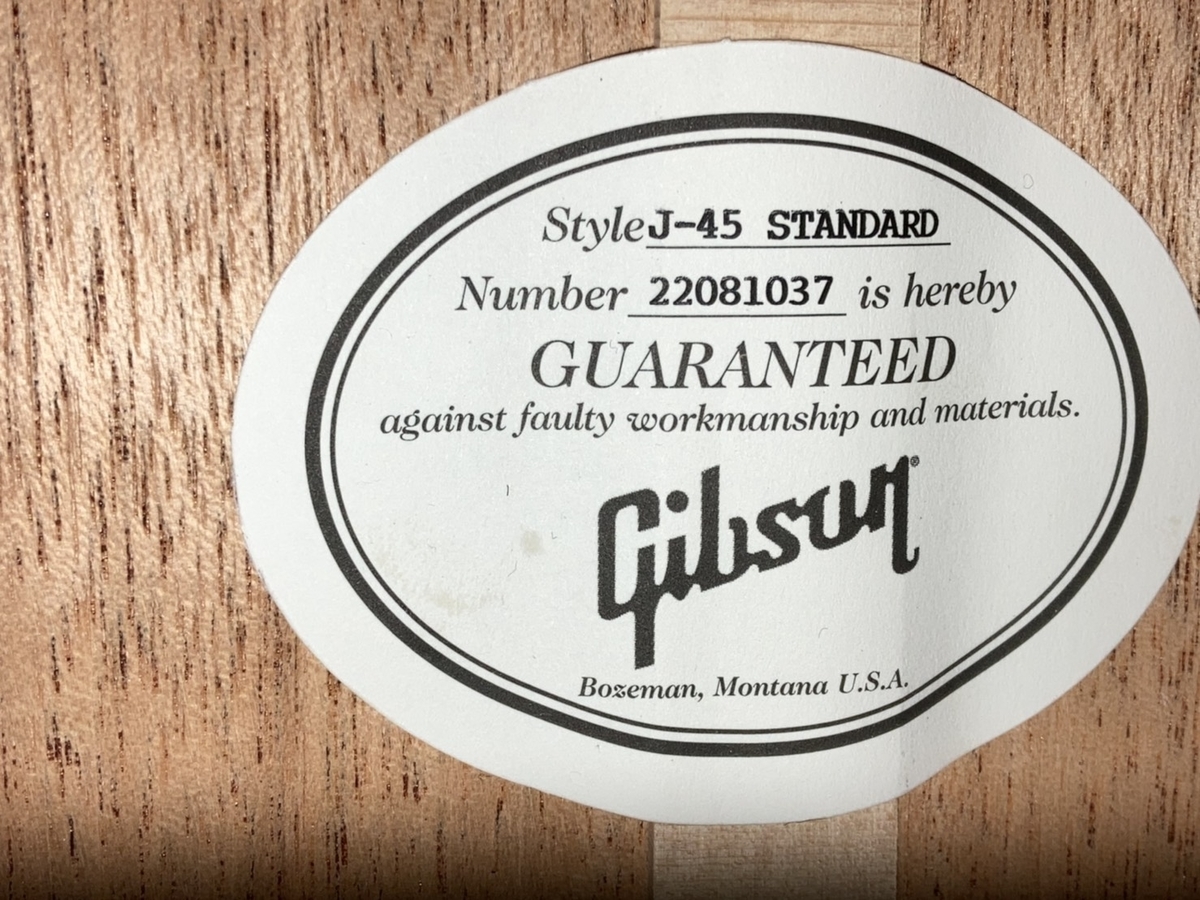 Style J-45 STANDARD
Number 22081037 is hereby
GUARANTEED
against faulty workmanship and materials.
Gibson®
Bozeman, Montana U.S.A.